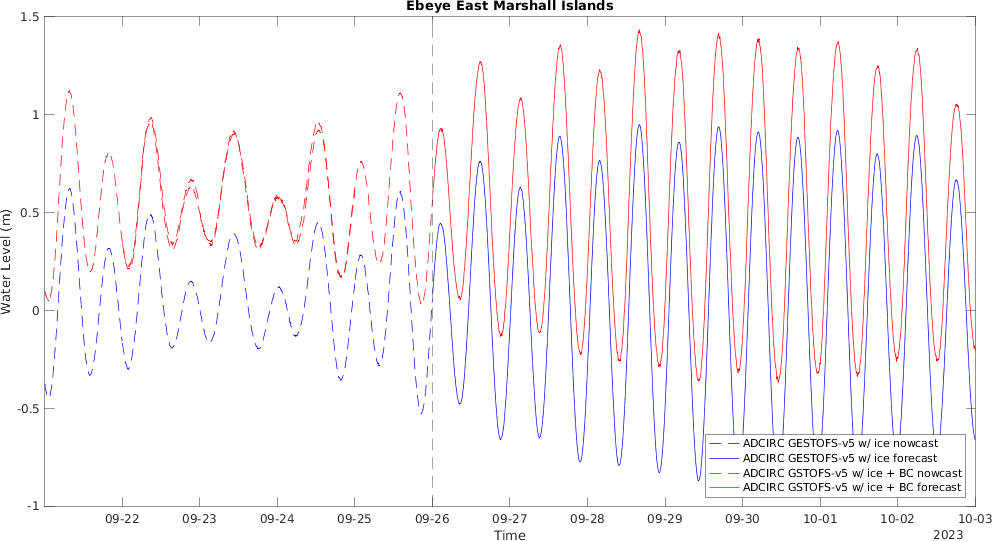 Ebeye East Marshall Islands
1.5
1
0.5
0
-0.5
-1
Water Level (m)
ADCIRC GESTOFS-v5 w/ ice nowcast
ADCIRC GESTOFS-v5 w/ ice forecast
ADCIRC GSTOFS-v5 w/ ice + BC nowcast
ADCIRC GSTOFS-v5 w/ ice + BC forecast
09-22 09-23 09-24 09-25 09-26 09-27 09-28 09-29 09-30 10-01 10-02 10-03
Time
2023